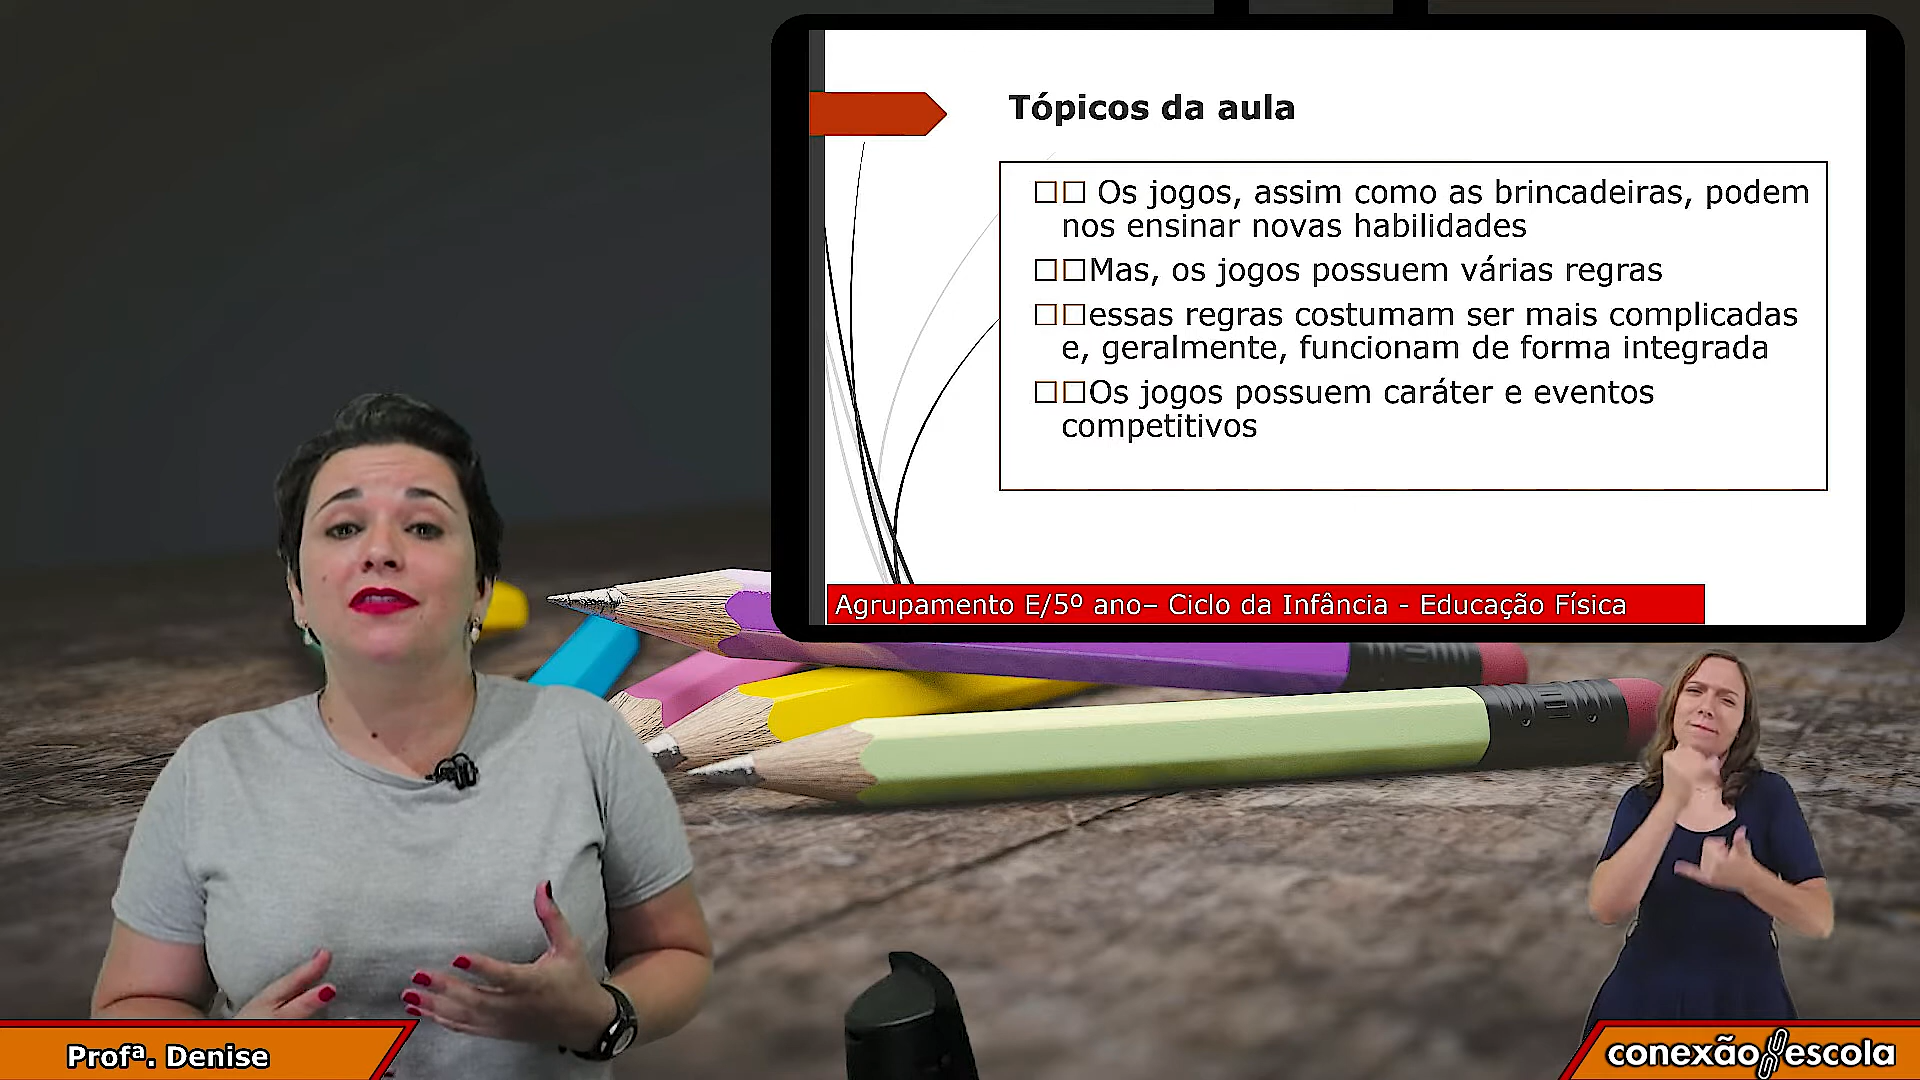 Tópicos da aula
Os jogos, assim como as brincadeiras, podem
nos ensinar novas habilidades
Mas, os jogos possuem várias regras
essas regras costumam ser mais complicadas
e, geralmente, funcionam de forma integrada
Os jogos possuem caráter e eventos
competitivos
Agrupamento E/5º ano– Ciclo da Infância - Educação Física
Profª. Denise
conexão escola